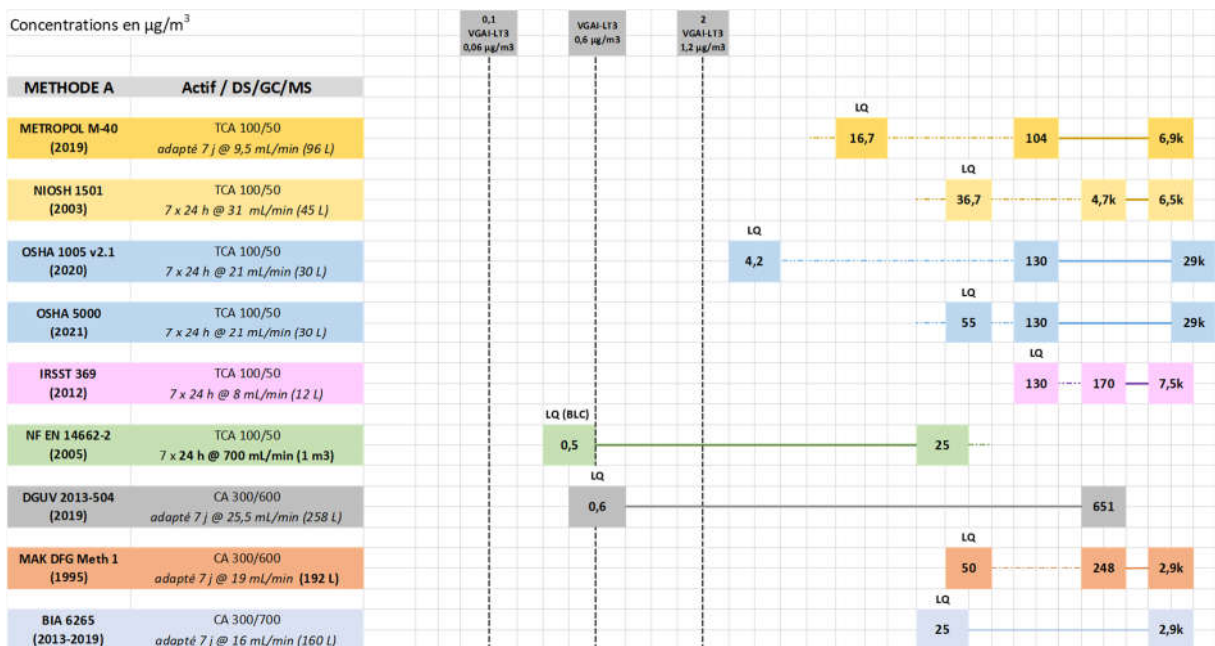 Concentrations en µg/m³
0,1
VGAI-LT3
0,06 µg/m3
VGAI-LT3
0,6 µg/m3
2
VGAI-LT3
1,2 µg/m3
METHODE A Actif / DS/GC/MS
LQ
METROPOL M-40 TCA 100/50
(2019) adapté 7 j @ 9,5 mL/min (96 L)
16,7 104 6,9k
LQ
NIOSH 1501 TCA 100/50
(2003) 7 x 24 h @ 31 mL/min (45 L)
36,7 4,7k 6,5k
LQ
OSHA 1005 v2.1 TCA 100/50
(2020) 7 x 24 h @ 21 mL/min (30 L)
4,2 130 29k
LQ
OSHA 5000 TCA 100/50
(2021) 7 x 24 h @ 21 mL/min (30 L)
55 130 29k
LQ
IRSST 369 TCA 100/50
(2012) 7 x 24 h @ 8 mL/min (12 L)
130 170 7,5k
LQ (BLC)
NF EN 14662-2 TCA 100/50
(2005) 7 x 24 h @ 700 mL/min (1 m3)
0,5 25
LQ
DGUV 2013-504 CA 300/600
(2019) adapté 7 j @ 25,5 mL/min (258 L)
0,6 651
LQ
MAK DFG Meth 1 CA 300/600
(1995) adapté 7 j @ 19 mL/min (192 L)
50 248 2,9k
LQ
BIA 6265 CA 300/700
(2013-2019) adapté 7 j @ 16 mL/min (160 L)
25 2,9k